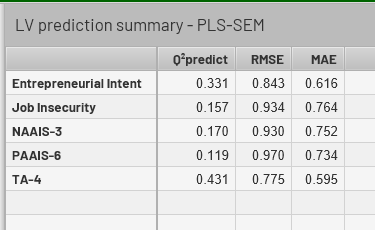 LV prediction summary - PLS-SEM
Q²predict RMSE MAE
Entrepreneurial Intent 0.331 0.843 0.616
Job Insecurity 0.157 0.934 0.764
NAAIS-3 0.170 0.930 0.752
PAAIS-6 0.119 0.970 0.734
TA-4 0.431 0.775 0.595